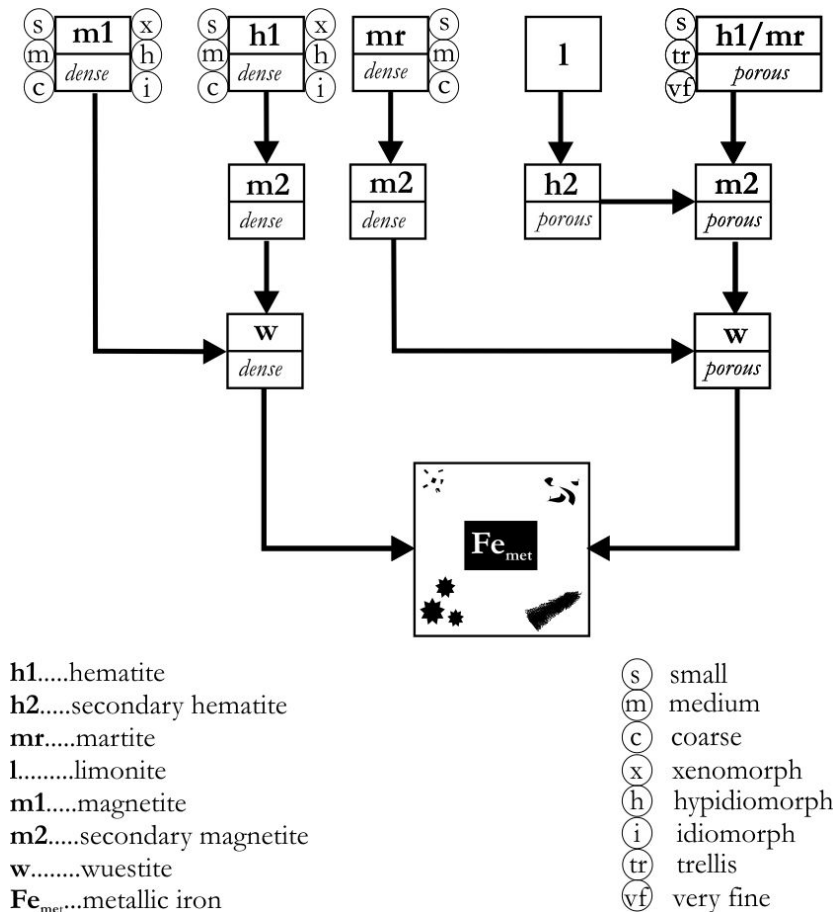 s m1 x s h1 x mr s l s h1/mr
m dense h m dense h dense m tr porous
c i c i c vf
m2 m2 h2 m2
dense dense porous porous
w w
dense porous
Fe met
h1.....hematite
h2.....secondary hematite
mr.....martite
l.........limonite
m1.....magnetite
m2.....secondary magnetite
w........wuestite
Fe met...metallic iron
s small
m medium
c coarse
x xenomorph
h hypidiomorph
i idiomorph
tr trellis
vf very fine